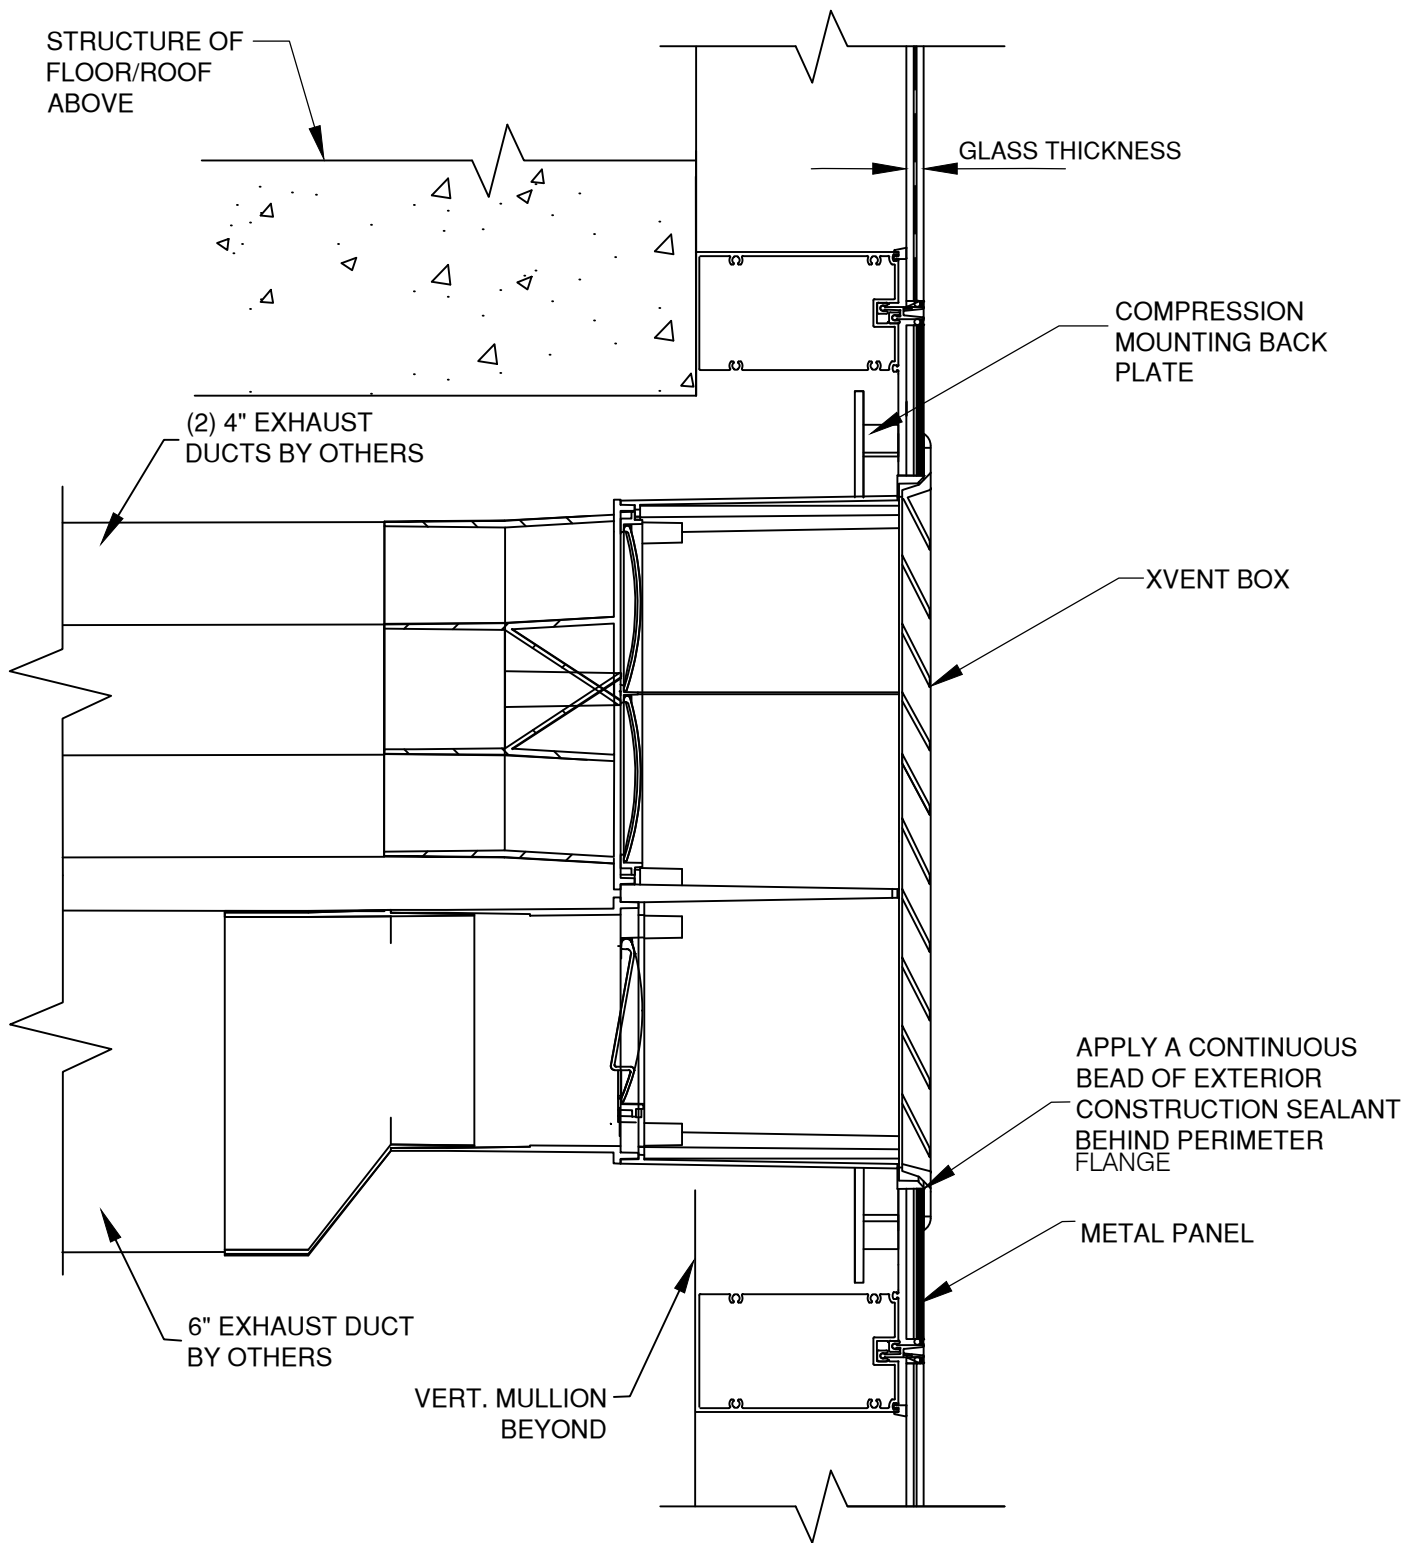 STRUCTURE OF
FLOOR/ROOF
ABOVE
GLASS THICKNESS
COMPRESSION
MOUNTING BACK
PLATE
(2) 4" EXHAUST
DUCTS BY OTHERS
XVENT BOX
APPLY A CONTINUOUS
BEAD OF EXTERIOR
CONSTRUCTION SEALANT
BEHIND PERIMETER
FLANGE
METAL PANEL
6" EXHAUST DUCT
BY OTHERS
VERT. MULLION
BEYOND